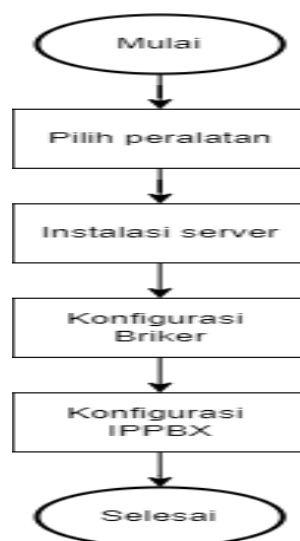 Mulai
Pilih peralatan
Instalasi server
Konfigurasi
Briker
Konfigurasi
IPPBX
Selesai